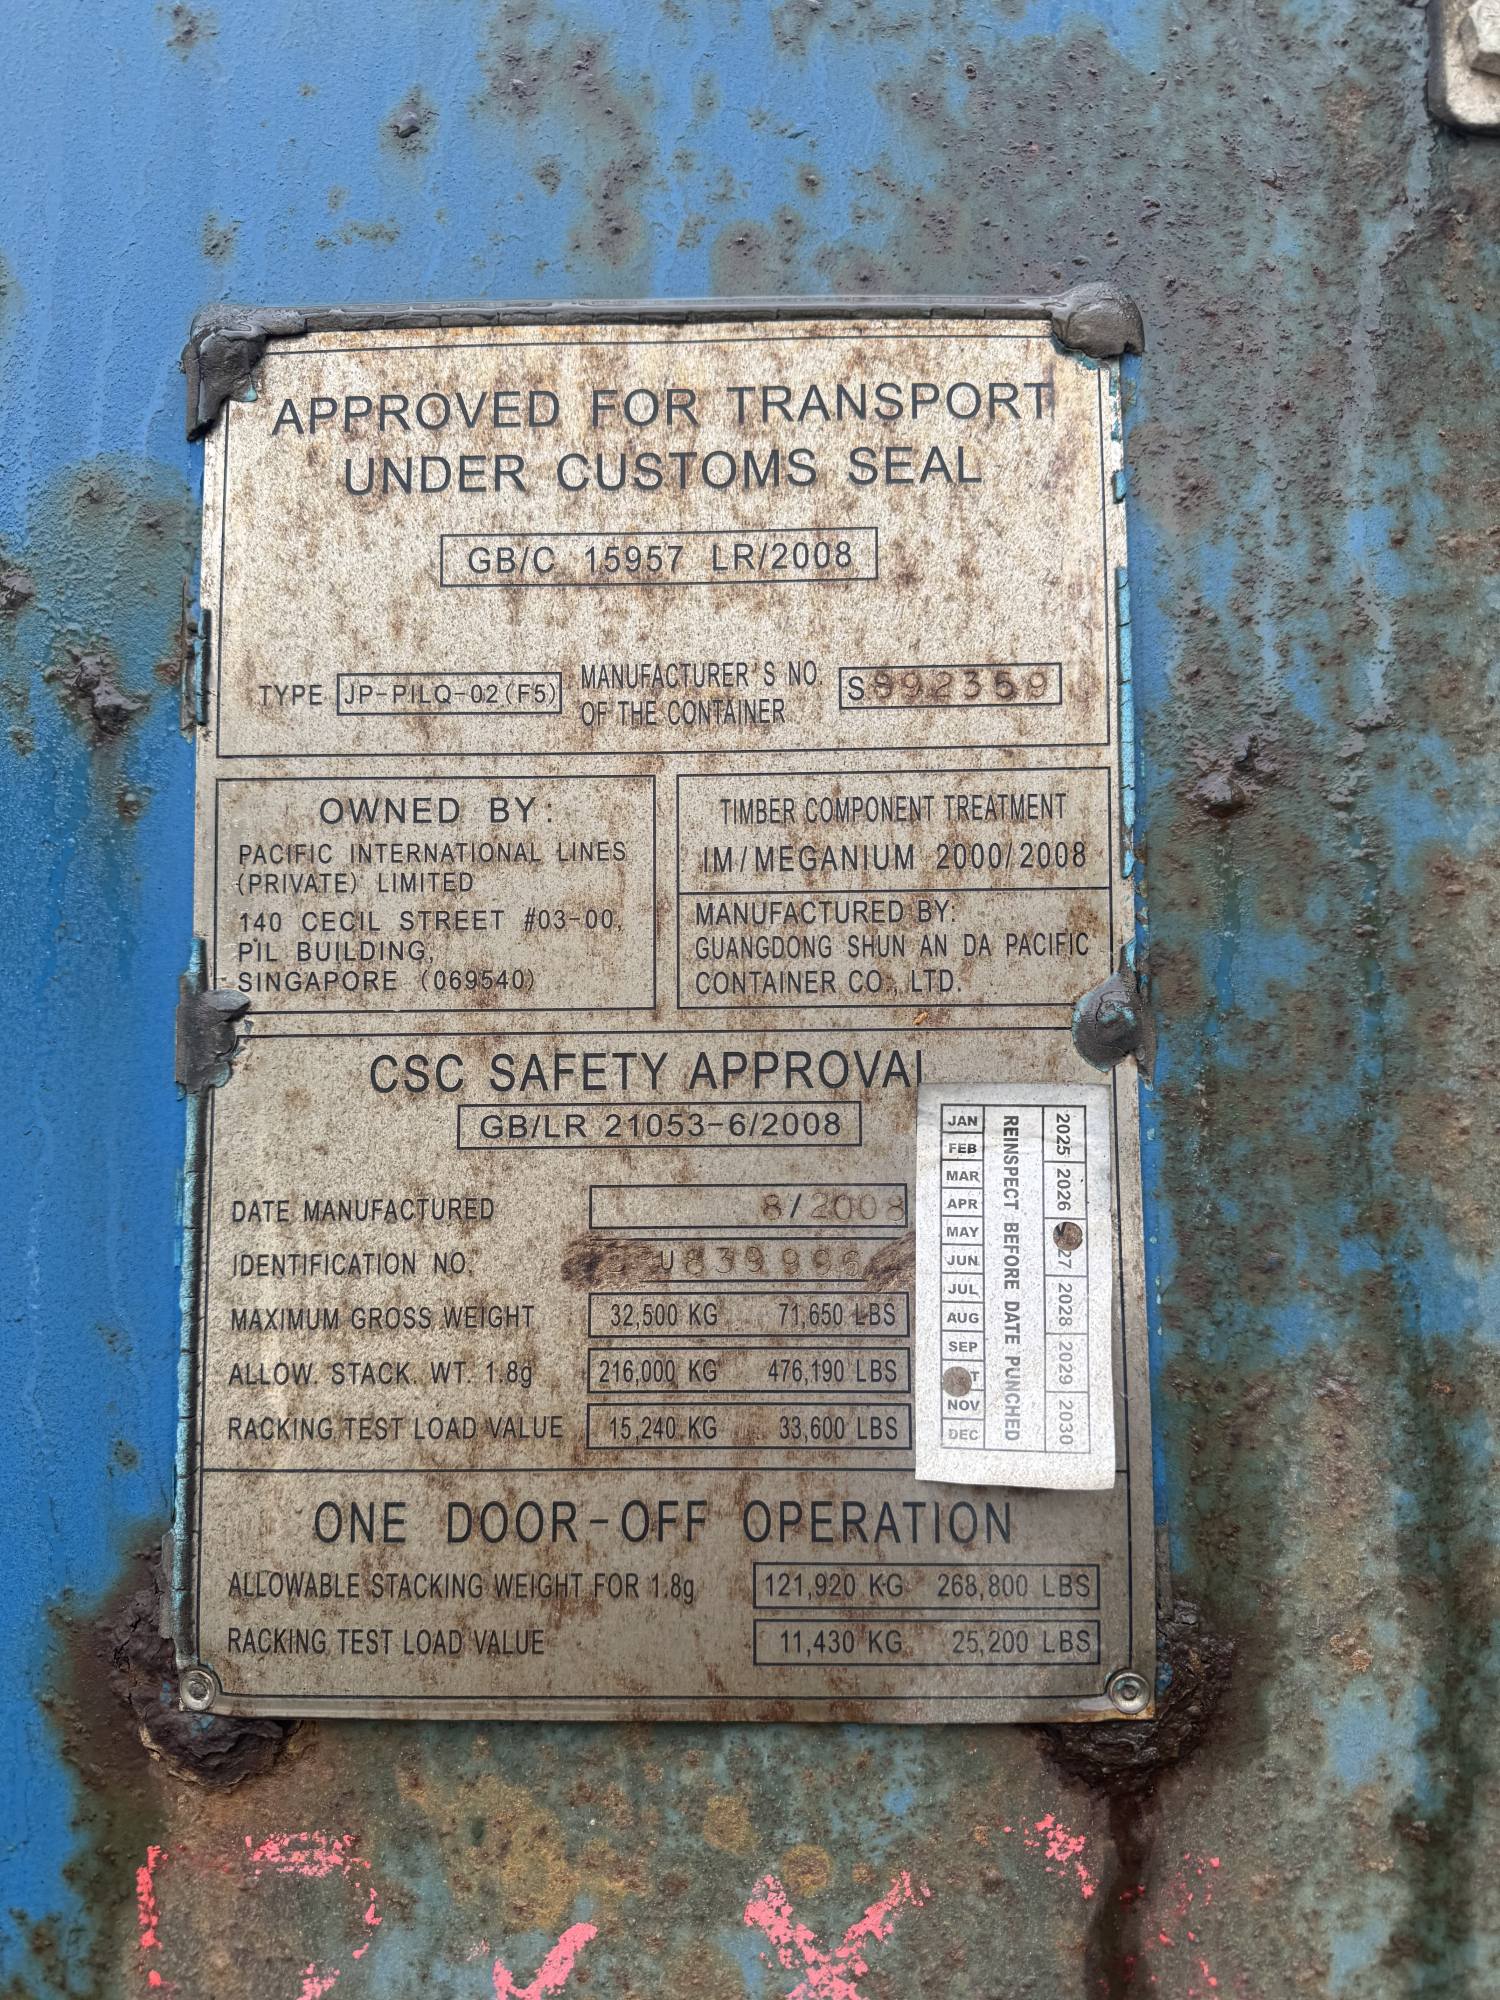 APPROVED FOR TRANSPORT
UNDER CUSTOMS SEAL
GB/C 15957 LR/2008
TYPE JP-PILQ-02(F5)
MANUFACTURER'S NO.
OF THE CONTAINER
OWNED BY:
PACIFIC INTERNATIONAL LINES
(PRIVATE) LIMITED
140 CECIL STREET #03-00,
PIL BUILDING,
SINGAPORE (069540)
TIMBER COMPONENT TREATMENT
IM/MEGANIUM 2000/2008
MANUFACTURED BY:
GUANGDONG SHUN AN DA PACIFIC
CONTAINER CO., LTD.
CSC SAFETY APPROVAL
GB/LR 21053-6/2008
DATE MANUFACTURED 8/2008
IDENTIFICATION NO.
MAXIMUM GROSS WEIGHT 32,500 KG 71,650 LBS
ALLOW. STACK. WT. 1.8g 216,000 KG 476,190 LBS
RACKING TEST LOAD VALUE 15,240 KG 33,600 LBS
2025 2026 2028 2029 2030
REINSPECT BEFORE DATE PUNCHED
JAN
FEB
MAR
APR
MAY
JUN
JUL
AUG
SEP
NOV
DEC
ONE DOOR-OFF OPERATION
ALLOWABLE STACKING WEIGHT FOR 1.8g 121,920 KG 268,800 LBS
RACKING TEST LOAD VALUE 11,430 KG 25,200 LBS